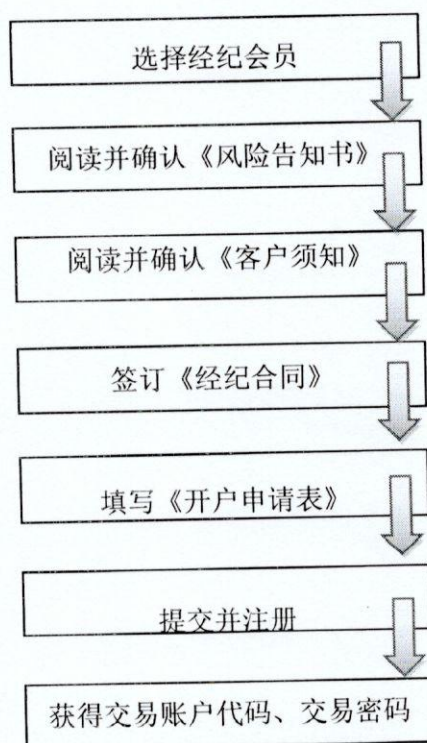 选择经纪会员
阅读并确认《风险告知书》
阅读并确认《客户须知》
签订《经纪合同》
填写《开户申请表》
提交并注册
获得交易账户代码、交易密码